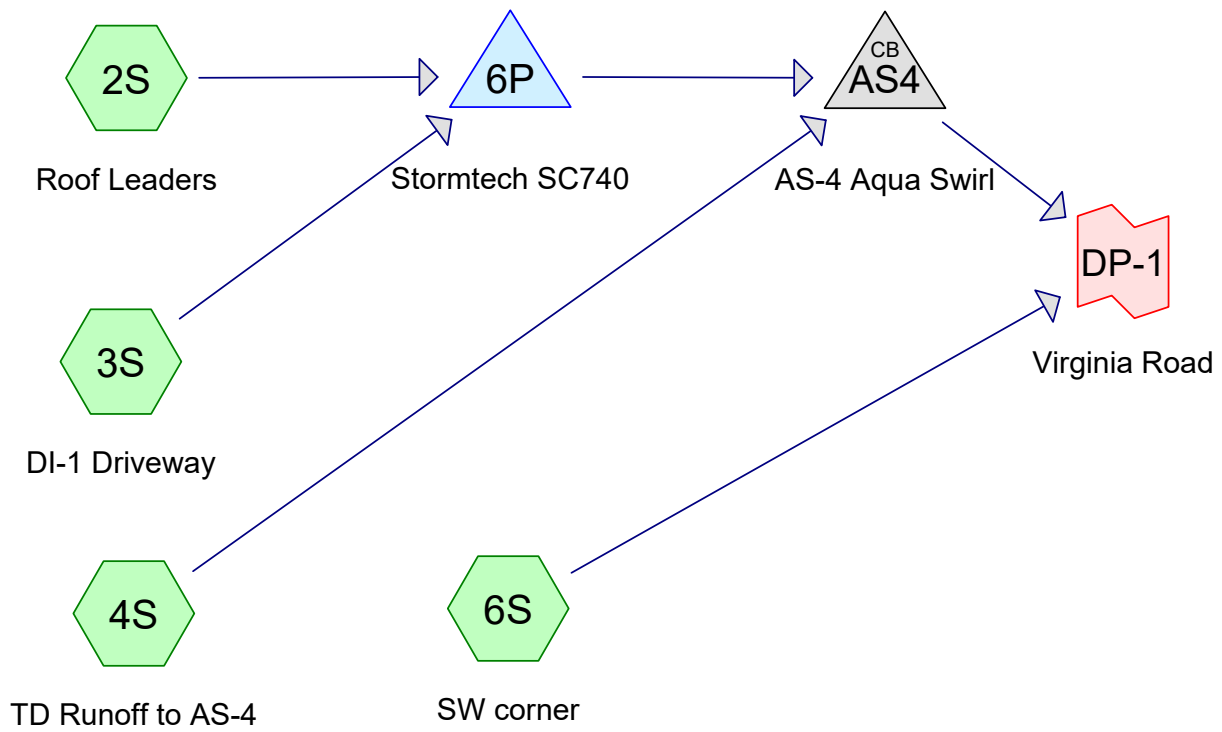 2S
Roof Leaders
6P
Stormtech SC740
CB
AS4
AS-4 Aqua Swirl
DP-1
Virginia Road
3S
DI-1 Driveway
4S
TD Runoff to AS-4
6S
SW corner